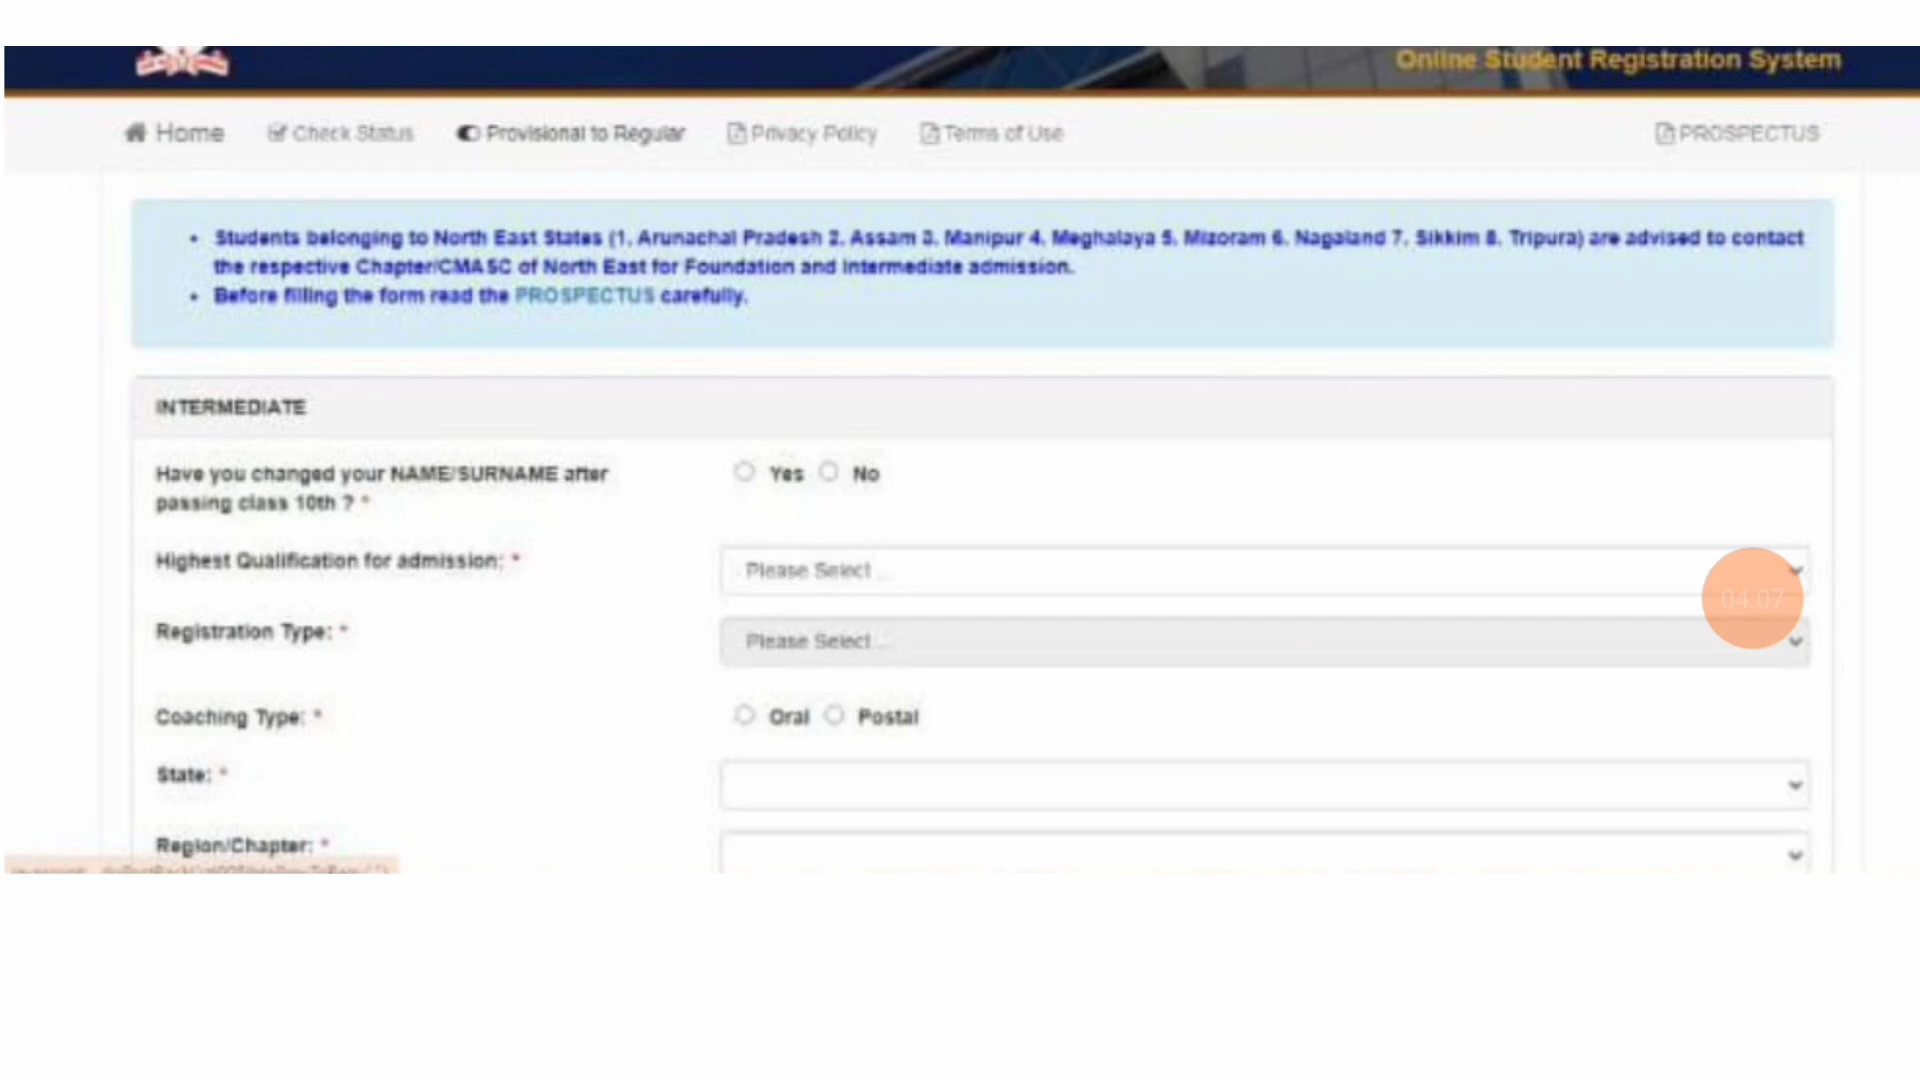 Online Student Registration System
Home Check Status Provisional to Regular Privacy Policy Terms of Use PROSPECTUS
• Students belonging to North East States (1. Arunachal Pradesh 2. Assam 3. Manipur 4. Meghalaya 5. Mizoram 6. Nagaland 7. Sikkim 8. Tripura) are advised to contact
the respective Chapter/CMASC of North East for Foundation and Intermediate admission.
• Before filling the form read the PROSPECTUS carefully.
INTERMEDIATE
Have you changed your NAME/SURNAME after
passing class 10th ? *
Yes No
Highest Qualification for admission: *
Please Select ..
04:07
Registration Type: *
Please Select ..
Coaching Type: *
Oral Postal
State: *
Region/Chapter: *